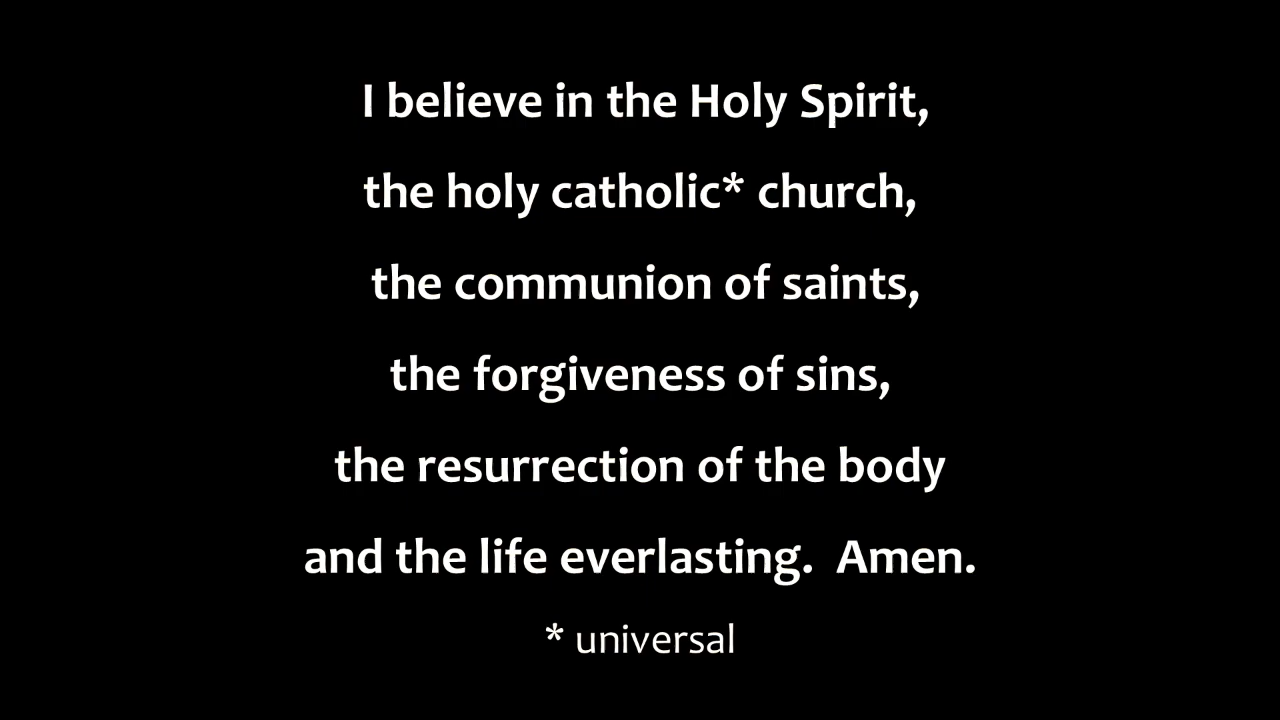 I believe in the Holy Spirit,
the holy catholic* church,
the communion of saints,
the forgiveness of sins,
the resurrection of the body
and the life everlasting.  Amen.
* universal